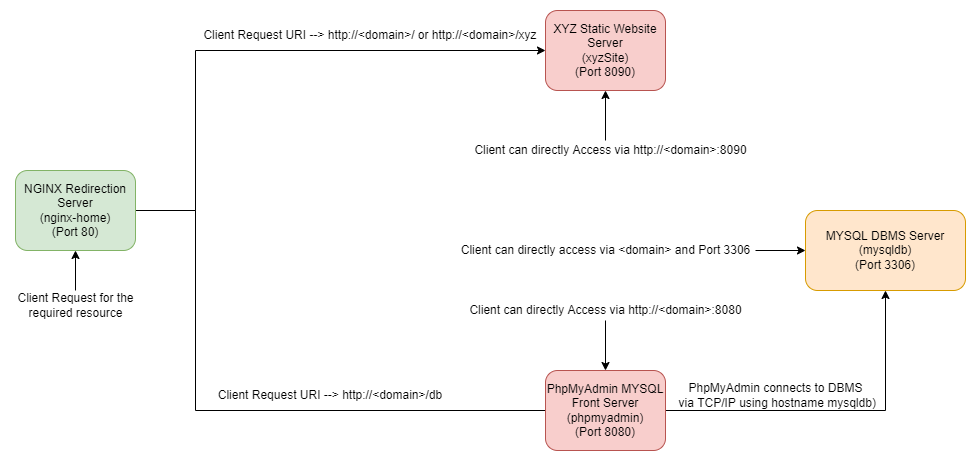 Client Request URI --> http://<domain>/ or http://<domain>/xyz
XYZ Static Website
Server
(xyzSite)
(Port 8090)
Client can directly Access via http://<domain>:8090
NGINX Redirection
Server
(nginx-home)
(Port 80)
Client Request for the
required resource
Client can directly access via <domain> and Port 3306
MYSQL DBMS Server
(mysqldb)
(Port 3306)
Client can directly Access via http://<domain>:8080
Client Request URI --> http://<domain>/db
PhpMyAdmin MYSQL
Front Server
(phpmyadmin)
(Port 8080)
PhpMyAdmin connects to DBMS
via TCP/IP using hostname mysqldb)